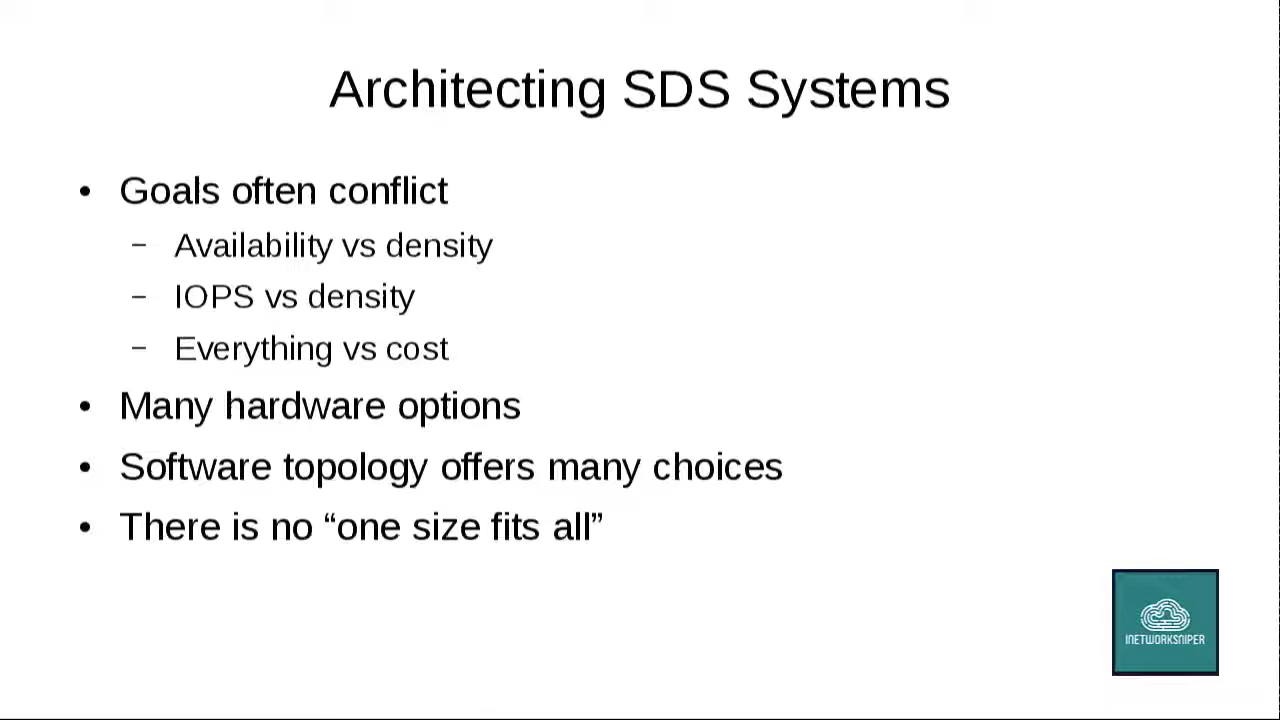 Architecting SDS Systems
• Goals often conflict
– Availability vs density
– IOPS vs density
– Everything vs cost
• Many hardware options
• Software topology offers many choices
• There is no “one size fits all”
INETWORKSNIPER